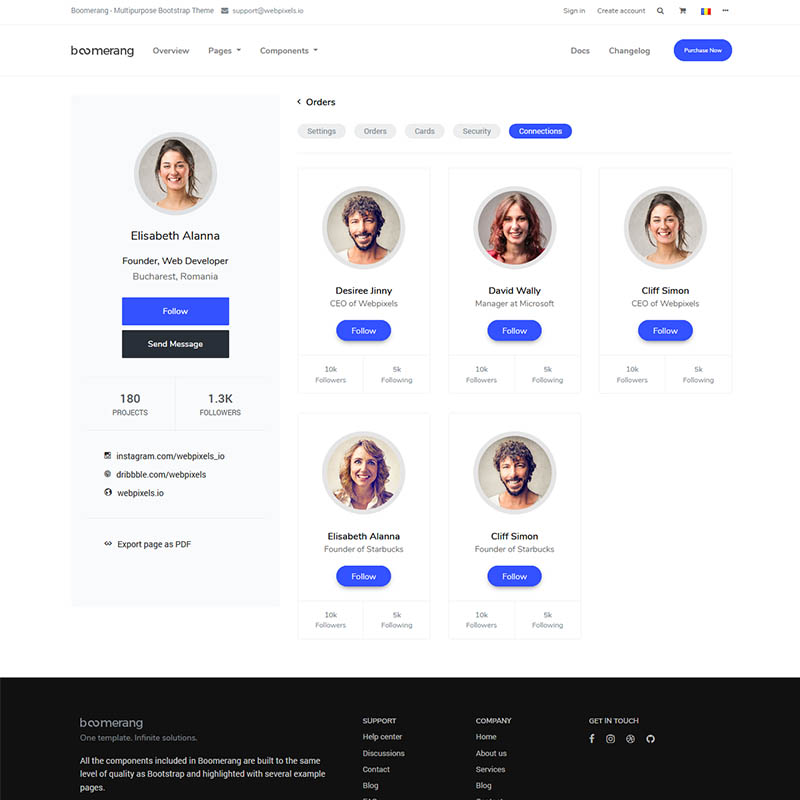 Boomerang - Multipurpose Bootstrap Theme support@webpixels.io Sign in Create account
boomerang Overview Pages Components Docs Changelog Purchase Now
Elisabeth Alanna
Founder, Web Developer
Bucharest, Romania
Follow
Send Message
180 1.3K
PROJECTS FOLLOWERS
instagram.com/webpixels_io
dribbble.com/webpixels
webpixels.io
Export page as PDF
Orders
Settings Orders Cards Security Connections
Desiree Jinny
CEO of Webpixels
Follow
10k 5k
Followers Following
David Wally
Manager at Microsoft
Follow
10k 5k
Followers Following
Cliff Simon
CEO of Webpixels
Follow
10k 5k
Followers Following
Elisabeth Alanna
Founder of Starbucks
Follow
10k 5k
Followers Following
Cliff Simon
Founder of Starbucks
Follow
10k 5k
Followers Following
boomerang
One template. Infinite solutions.
All the components included in Boomerang are built to the same
level of quality as Bootstrap and highlighted with several example
pages.
SUPPORT
Help center
Discussions
Contact
Blog
COMPANY
Home
About us
Services
Blog
GET IN TOUCH